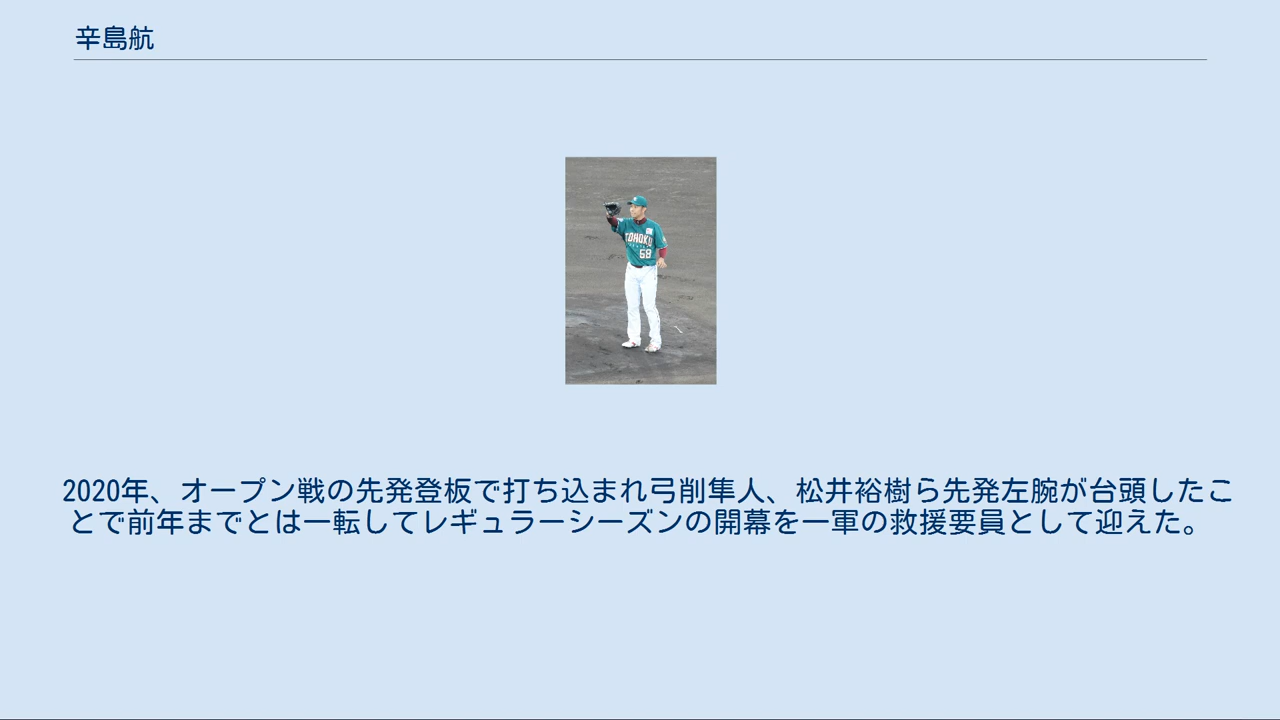 辛島航
TOHOKU
58
2020年、オープン戦の先発登板で打ち込まれ弓削隼人、松井裕樹ら先発左腕が台頭したこ
とで前年までとは一転してレギュラーシーズンの開幕を一軍の救援要員として迎えた。